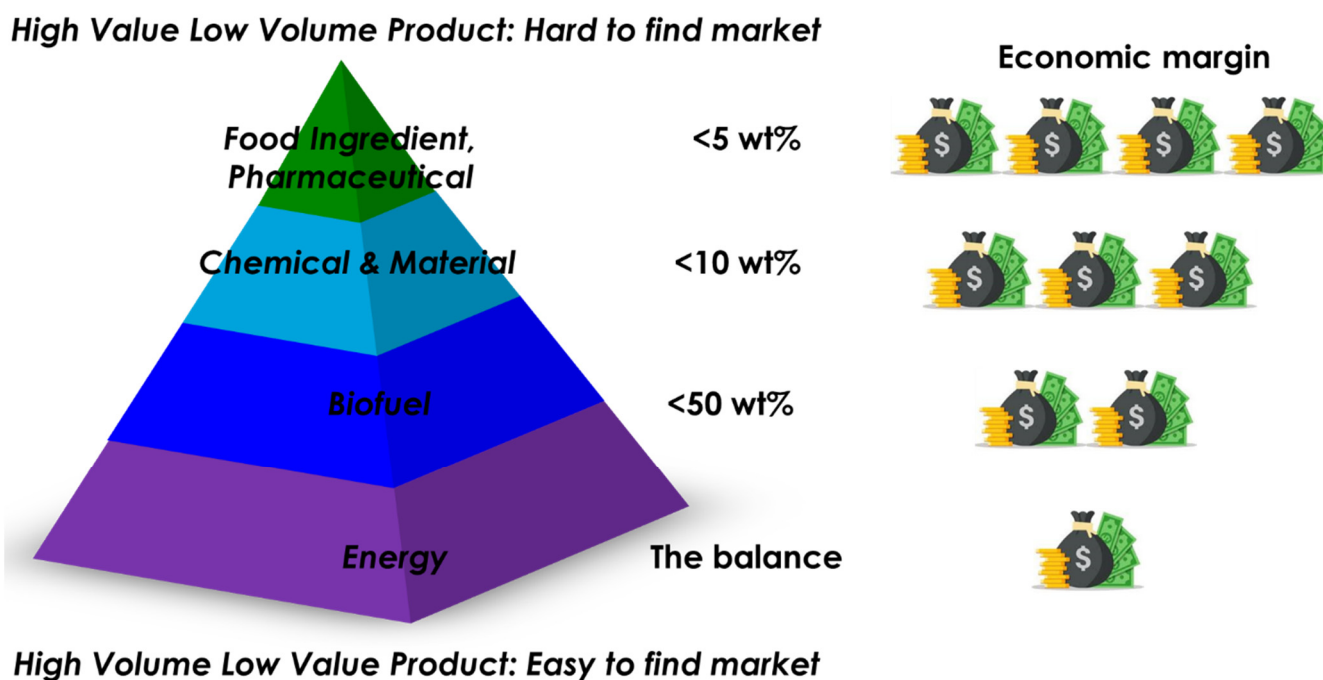 High Value Low Volume Product: Hard to find market
Economic margin
Food Ingredient,
Pharmaceutical
<5 wt%
$ $ $ $
Chemical & Material
<10 wt%
$ $ $
Biofuel
<50 wt%
$ $
Energy
The balance
$
High Volume Low Value Product: Easy to find market